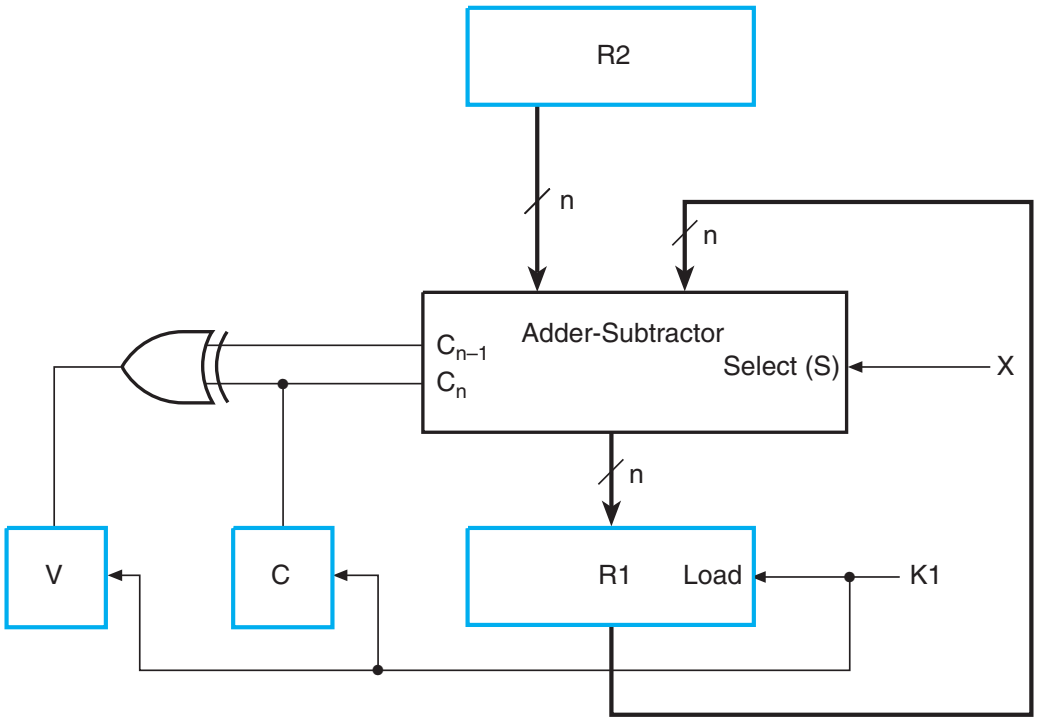 R2
n
n
Adder-Subtractor
Cn–1
Select (S)
X
Cn
n
V
C
R1
Load
K1